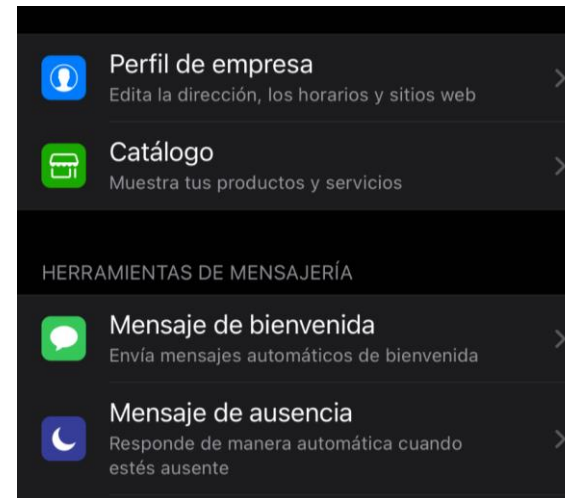 Perfil de empresa
Edita la dirección, los horarios y sitios web
Catálogo
Muestra tus productos y servicios
HERRAMIENTAS DE MENSAJERÍA
Mensaje de bienvenida
Envía mensajes automáticos de bienvenida
Mensaje de ausencia
Responde de manera automática cuando
estés ausente